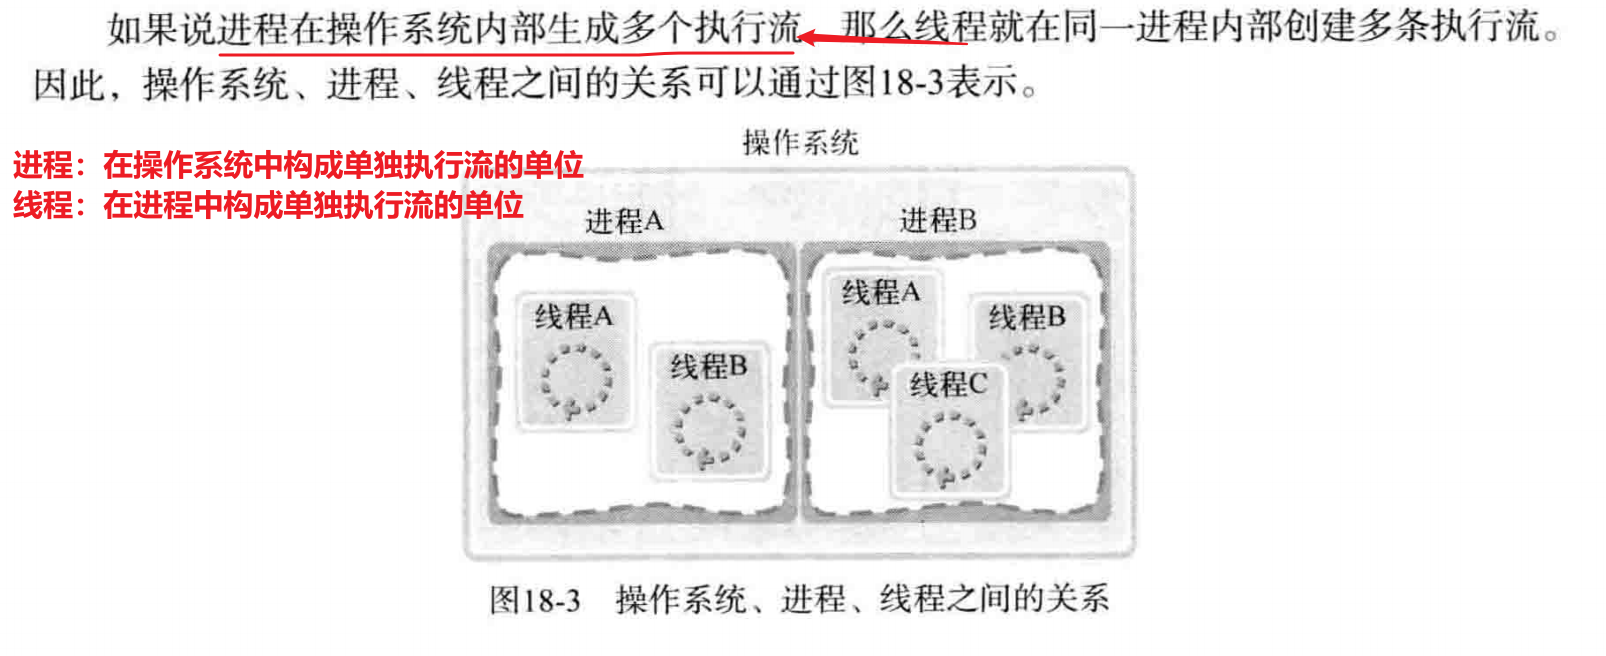 如果说进程在操作系统内部生成多个执行流，那么线程就在同一进程内部创建多条执行流。
因此，操作系统、进程、线程之间的关系可以通过图18-3表示。
操作系统
进程：在操作系统中构成单独执行流的单位
线程：在进程中构成单独执行流的单位
进程A
进程B
线程A
线程B
线程A
线程B
线程C
图18-3 操作系统、进程、线程之间的关系